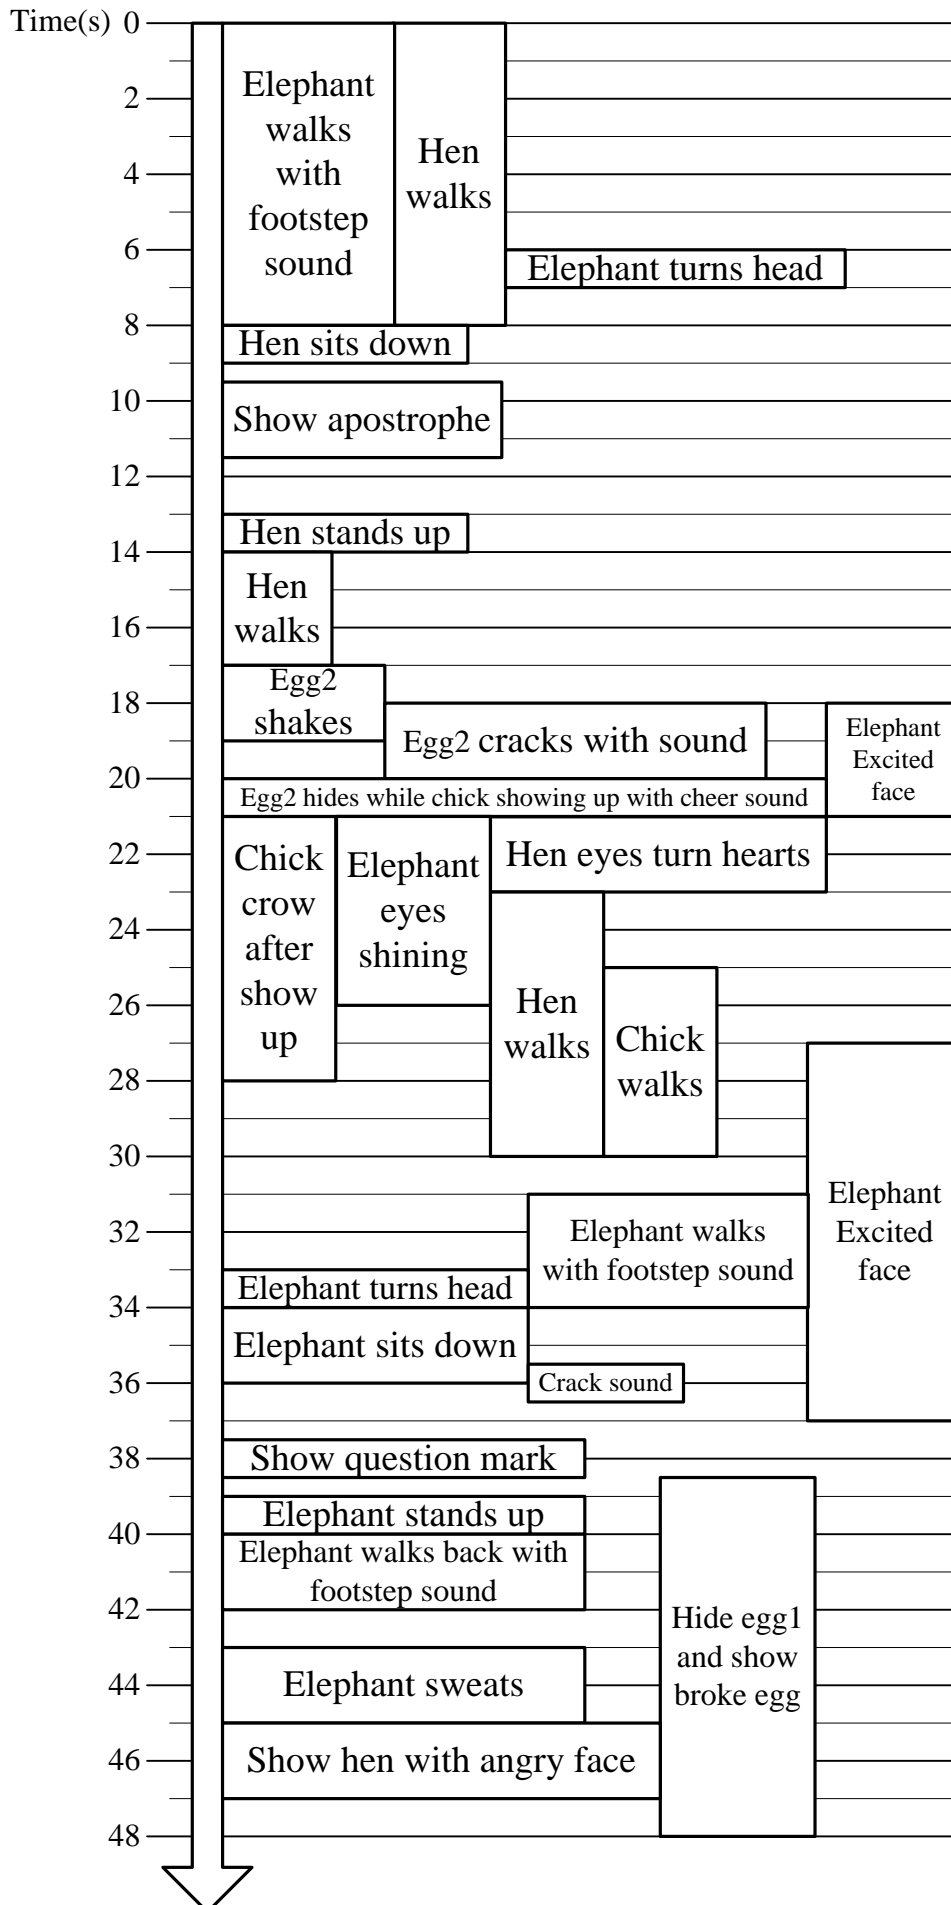 Time(s) 0
Elephant
walks
with
footstep
sound
Hen
walks
2
4
6
Elephant turns head
8
Hen sits down
10
Show apostrophe
12
Hen stands up
14
Hen
walks
16
Egg2
shakes
18
Egg2 cracks with sound
Elephant
Excited
face
20
Egg2 hides while chick showing up with cheer sound
Chick
crow
after
show
up
Elephant
eyes
shining
Hen eyes turn hearts
22
24
Hen
walks
26
Chick
walks
28
30
Elephant
Excited
face
Elephant walks
with footstep sound
32
Elephant turns head
34
Elephant sits down
36
Crack sound
38
Show question mark
Elephant stands up
40
Elephant walks back with
footstep sound
42
Hide egg1
and show
broke egg
44
Elephant sweats
46
Show hen with angry face
48